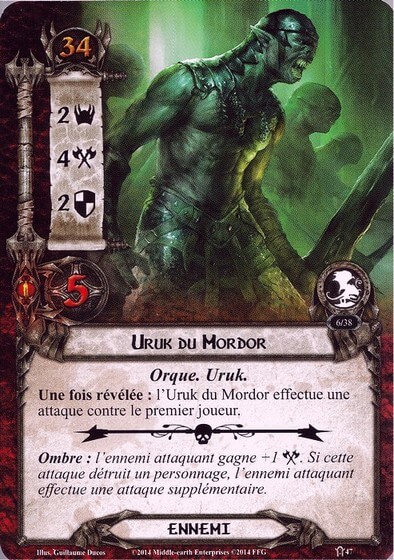 34
2
4
2
5
6/38
Uruk du Mordor
Orque. Uruk.
Une fois révélée : l'Uruk du Mordor effectue une
attaque contre le premier joueur.
Ombre : l'ennemi attaquant gagne +1 . Si cette
attaque détruit un personnage, l'ennemi attaquant
effectue une attaque supplémentaire.
ENNEMI
Illus. Guillaume Ducos ©2014 Middle-earth Enterprises ©2014 FFG 47